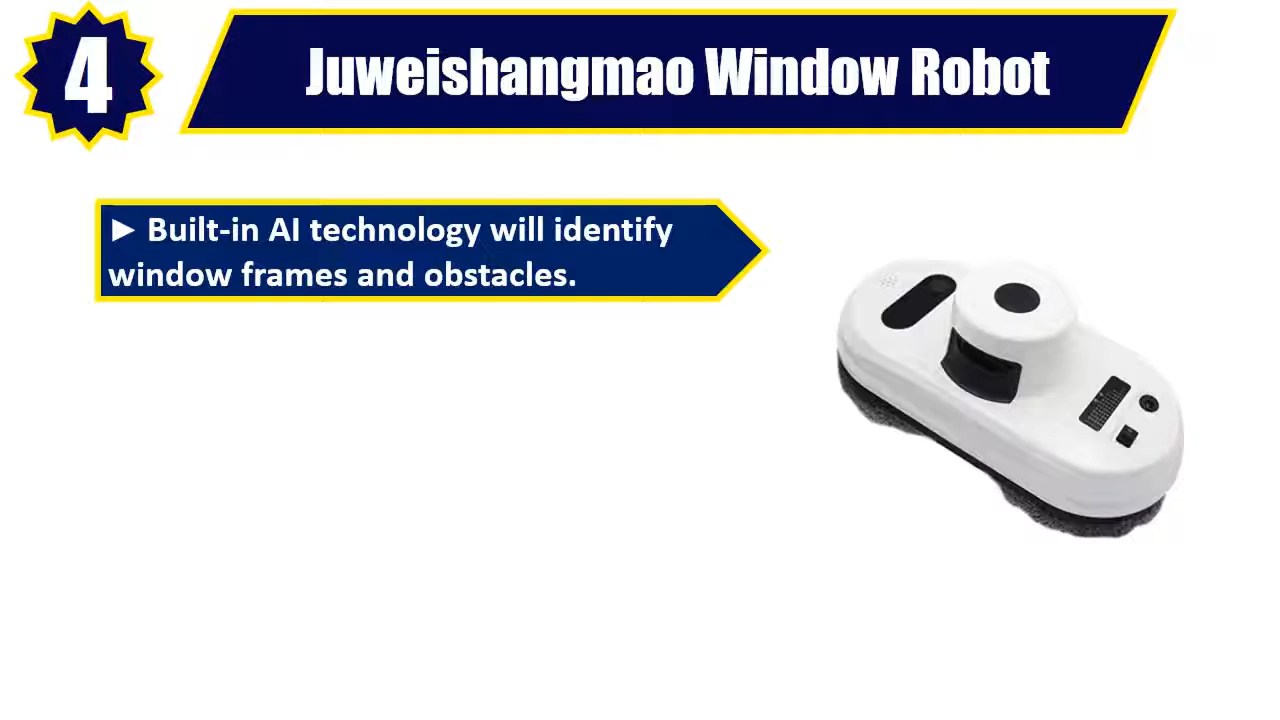 4
Juweishangmao Window Robot
► Built-in AI technology will identify
window frames and obstacles.